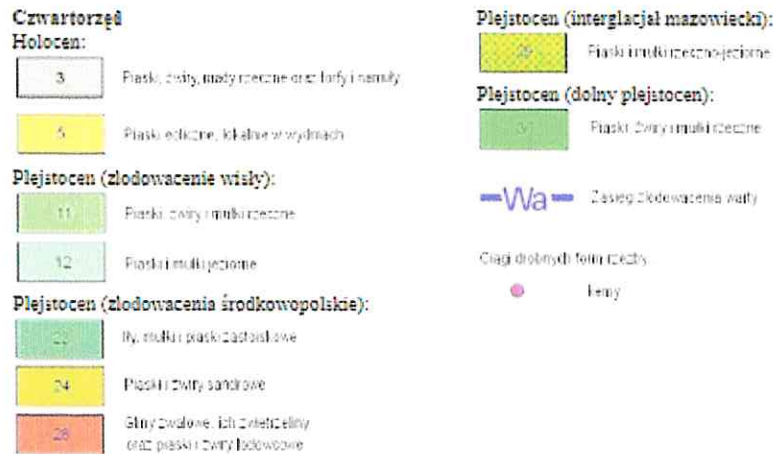 Czwartorzęd
Holocen:
3
Piaski, żwiry, mady rzeczne oraz torfy i namuły
5
Piaski eoliczne, lokalnie w wydmach
Plejstocen (zlodowacenie wisły):
11
Piaski, żwiry i mułki rzeczne
12
Piaski i mułki jeziorne
Plejstocen (zlodowacenia środkowopolskie):
Iły, mułki i piaski zastoiskowe
24
Piaski i żwiry sandrowe
28
Gliny zwałowe, ich zwietrzeliny
oraz piaski i żwiry lodowcowe
Plejstocen (interglacjał mazowiecki):
Piaski i mułki rzeczno-jeziorne
Plejstocen (dolny plejstocen):
Piaski, żwiry i mułki rzeczne
Wa
Zasięg zlodowacenia warty
Ciągi drobnych form rzeźby
kemy